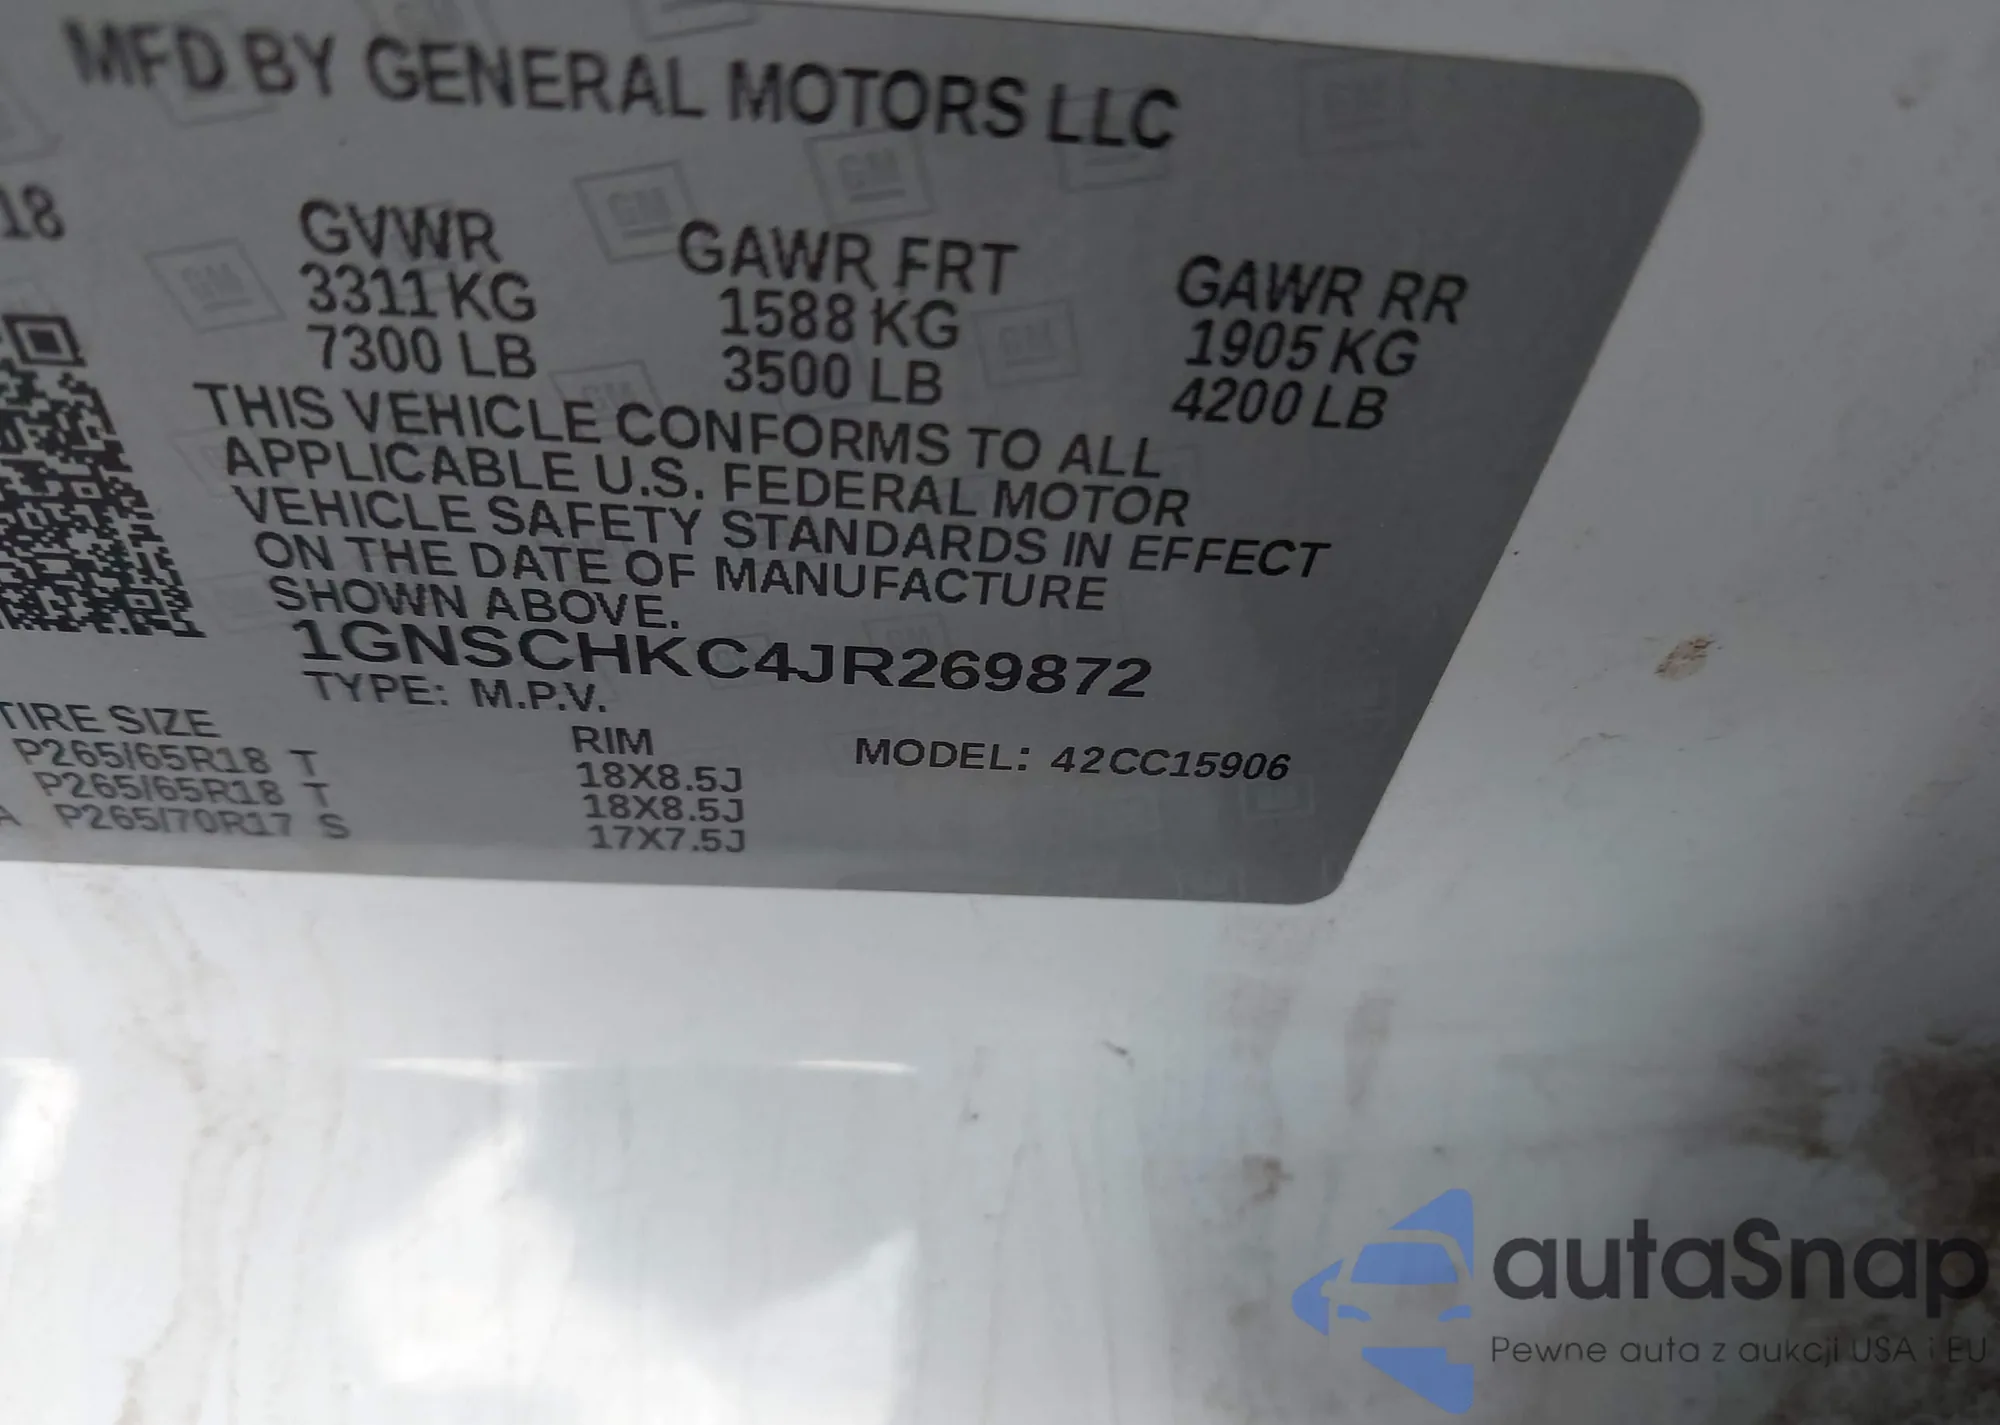 MFD BY GENERAL MOTORS LLC
18
GVWR GAWR FRT GAWR RR
3311 KG 1588 KG 1905 KG
7300 LB 3500 LB 4200 LB
THIS VEHICLE CONFORMS TO ALL
APPLICABLE U.S. FEDERAL MOTOR
VEHICLE SAFETY STANDARDS IN EFFECT
ON THE DATE OF MANUFACTURE
SHOWN ABOVE.
1GNSCHKC4JR269872
TYPE: M.P.V.
TIRE SIZE RIM MODEL: 42CC15906
P265/65R18 T 18X8.5J
P265/65R18 T 18X8.5J
A P265/70R17 S 17X7.5J
autaSnap
Pewne auta z aukcji USA i EU